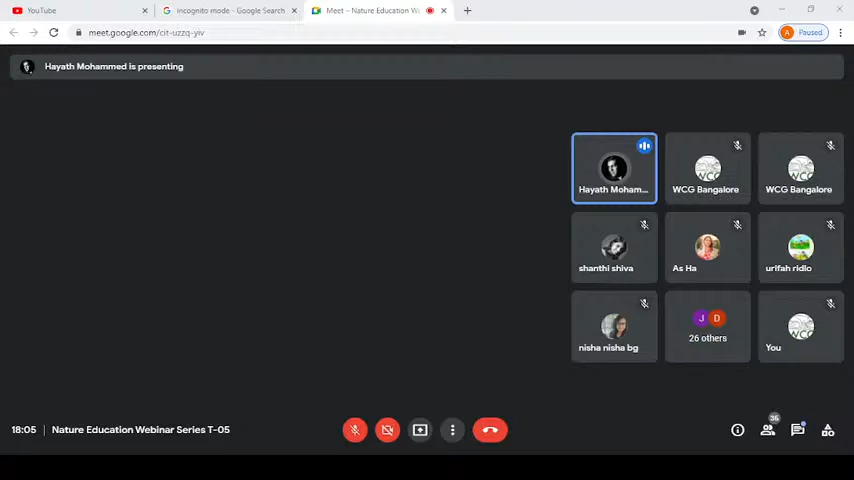 YouTube
incognito mode - Google Search
Meet – Nature Education W
meet.google.com/cit-uzzq-yiv
A Paused
Hayath Mohammed is presenting
Hayath Moham...
WCG Bangalore
WCG Bangalore
shanthi shiva
As Ha
urifah ridlo
nisha nisha bg
J D
26 others
You
35
18:05 | Nature Education Webinar Series T-05